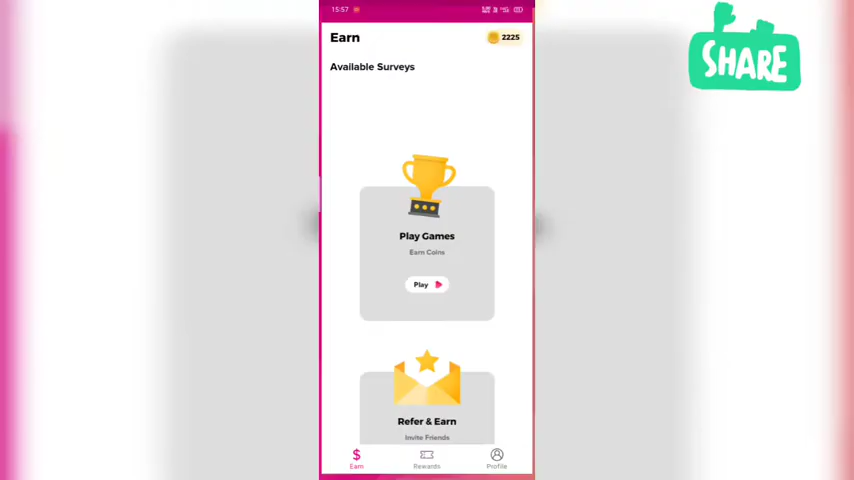 15:57
Earn
2225
Available Surveys
Play Games
Earn Coins
Play
Refer & Earn
Invite Friends
$
Earn
Rewards
Profile
SHARE